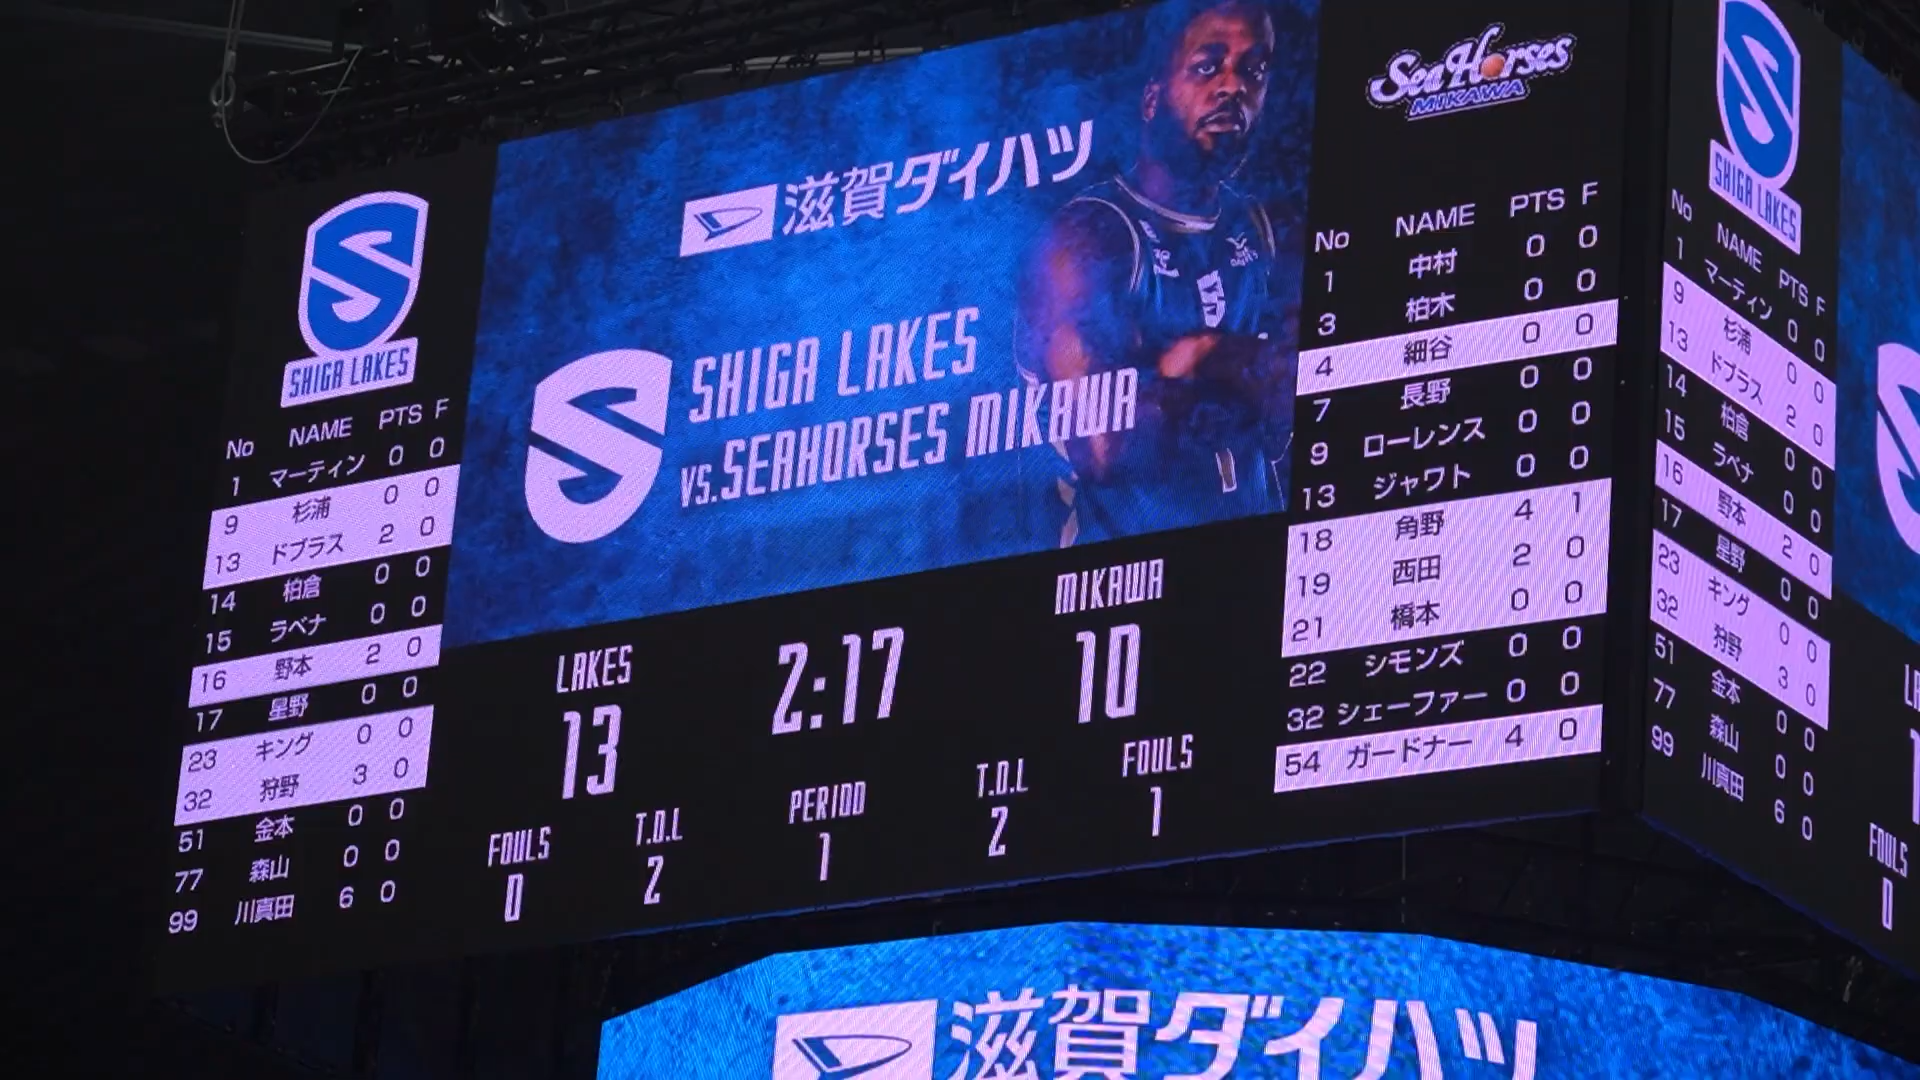 SHIGA LAKES
No NAME PTS F
1 マーティン 0 0
9 杉浦 0 0
13 ドブラス 2 0
14 柏倉 0 0
15 ラベナ 0 0
16 野本 2 0
17 星野 0 0
23 キング 0 0
32 狩野 3 0
51 金本 0 0
77 森山 0 0
99 川真田 6 0
滋賀ダイハツ
SHIGA LAKES
vs. SEAHORSES MIKAWA
LAKES
13
2:17
MIKAWA
10
FOULS
0
T.O.L
2
PERIOD
1
T.O.L
2
FOULS
1
SeaHorses
MIKAWA
No NAME PTS F
1 中村 0 0
3 柏木 0 0
4 細谷 0 0
7 長野 0 0
9 ローレンス 0 0
13 ジャワト 0 0
18 角野 4 1
19 西田 2 0
21 橋本 0 0
22 シモンズ 0 0
32 シェーファー 0 0
54 ガードナー 4 0
SHIGA LAKES
No NAME PTS F
1 マーティン 0 0
9 杉浦 0 0
13 ドブラス 2 0
14 柏倉 0 0
15 ラベナ 0 0
16 野本 2 0
17 星野 0 0
23 キング 0 0
32 狩野 3 0
51 金本 0 0
77 森山 0 0
99 川真田 6 0
FOULS
0
滋賀ダイハツ